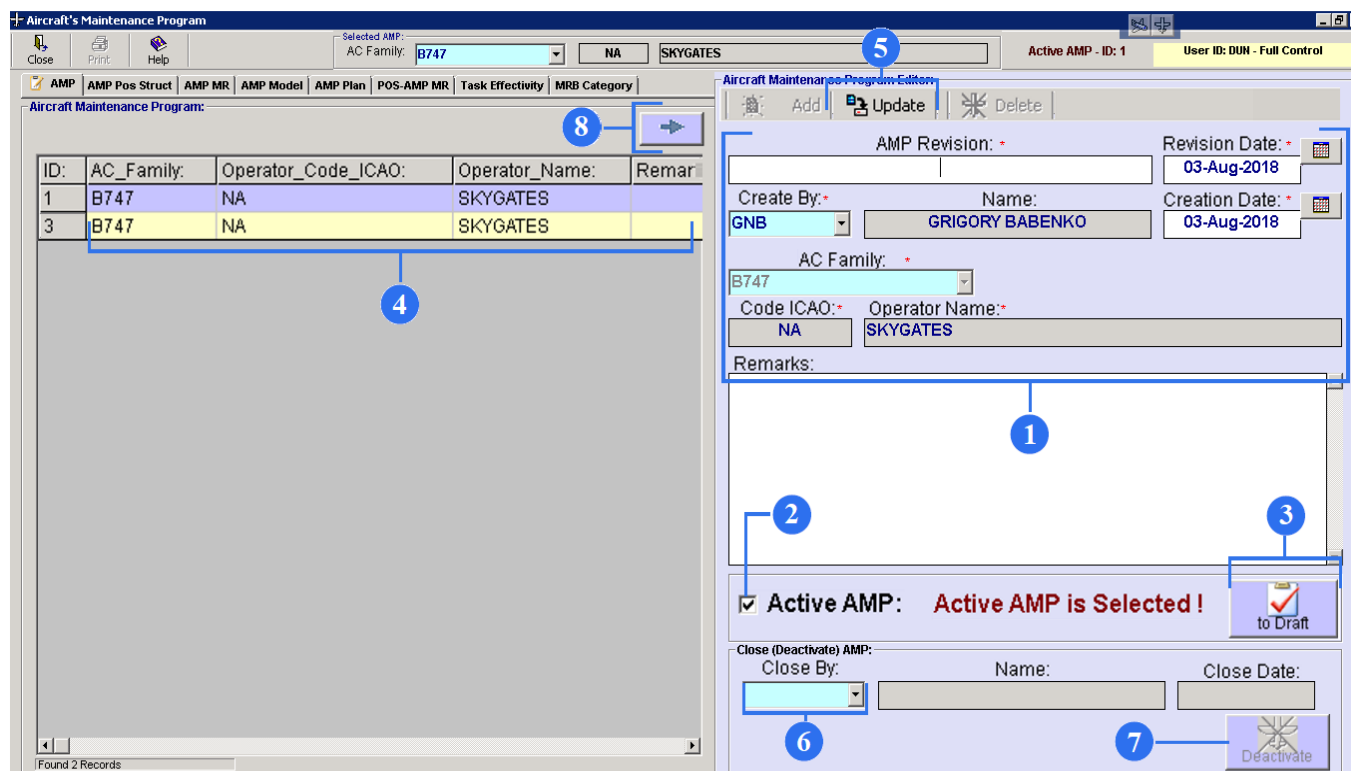 Aircraft's Maintenance Program
Close Print Help
Selected AMP:
AC Family: B747 NA SKYGATES
Active AMP - ID: 1
User ID: DUN - Full Control
5
AMP AMP Pos Struct AMP MR AMP Model AMP Plan POS-AMP MR Task Effectivity MRB Category
Aircraft Maintenance Program:
8
ID: AC_Family: Operator_Code_ICAO: Operator_Name: Remar
1 B747 NA SKYGATES
3 B747 NA SKYGATES
4
Found 2 Records
Aircraft Maintenance Program Editor:
Add Update Delete
AMP Revision: * Revision Date: *
03-Aug-2018
Create By:* Name: Creation Date: *
GNB GRIGORY BABENKO 03-Aug-2018
AC Family: *
B747
Code ICAO:* Operator Name:*
NA SKYGATES
Remarks:
1
2 3
Active AMP: Active AMP is Selected !
to Draft
Close (Deactivate) AMP:
Close By: Name: Close Date:
6 7
Deactivate